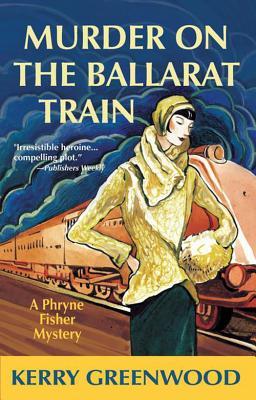 MURDER ON
THE BALLARAT
TRAIN
"Irresistible heroine...
compelling plot."
—Publishers Weekly
A Phryne
Fisher
Mystery
KERRY GREENWOOD